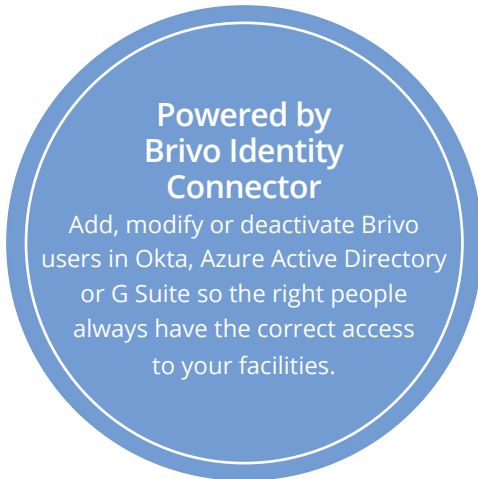 Powered by
Brivo Identity
Connector
Add, modify or deactivate Brivo
users in Okta, Azure Active Directory
or G Suite so the right people
always have the correct access
to your facilities.